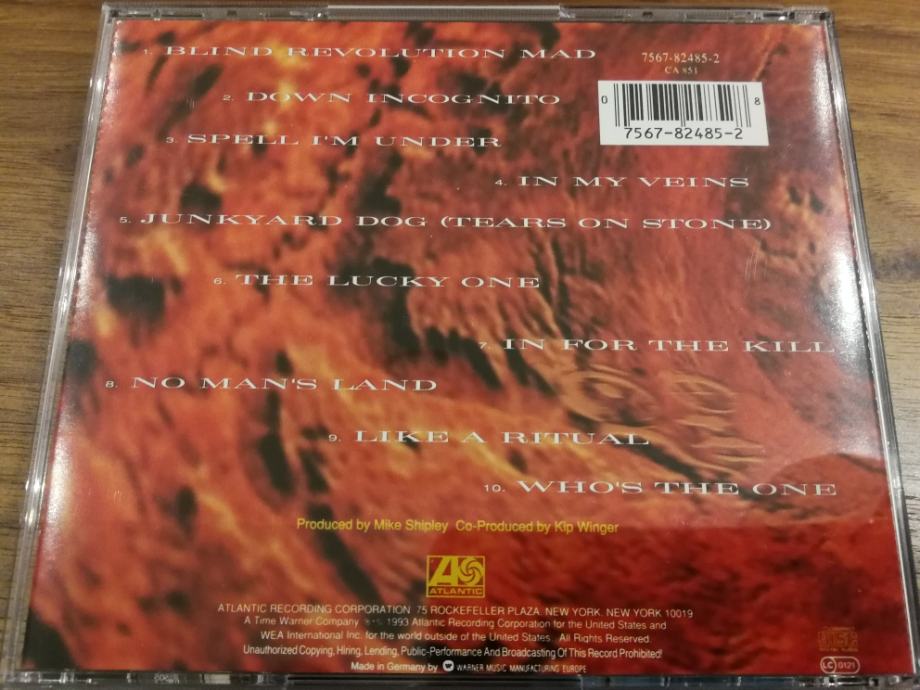 1. BLIND REVOLUTION MAD
7567-82485-2
CA 851
0 8
7567-82485-2
2. DOWN INCOGNITO
3. SPELL I'M UNDER
4. IN MY VEINS
5. JUNKYARD DOG (TEARS ON STONE)
6. THE LUCKY ONE
7. IN FOR THE KILL
8. NO MAN'S LAND
9. LIKE A RITUAL
10. WHO'S THE ONE
Produced by Mike Shipley Co-Produced by Kip Winger
ATLANTIC
ATLANTIC RECORDING CORPORATION 75 ROCKEFELLER PLAZA, NEW YORK, NEW YORK 10019
A Time Warner Company 1993 Atlantic Recording Corporation for the United States and
WEA International Inc. for the world outside of the United States. All Rights Reserved.
Unauthorized Copying, Hiring, Lending, Public-Performance And Broadcasting Of This Record Prohibited!
Made in Germany by WARNER MUSIC MANUFACTURING EUROPE
LC 0121